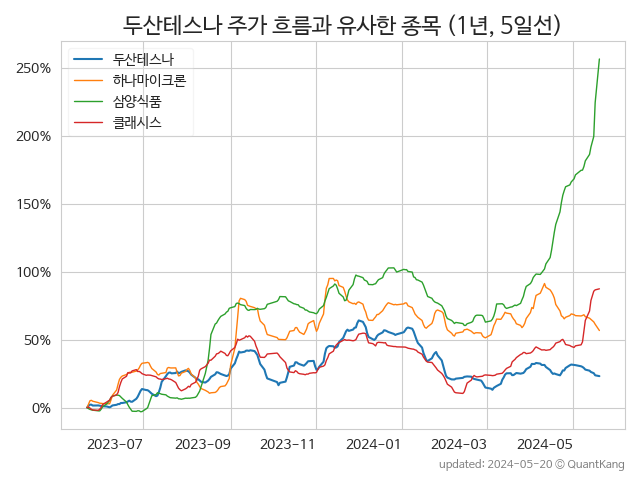 두산테스나 주가 흐름과 유사한 종목 (1년, 5일선)
두산테스나
하나마이크론
삼양식품
클래시스
250%
200%
150%
100%
50%
0%
2023-07
2023-09
2023-11
2024-01
2024-03
2024-05
updated: 2024-05-20 © QuantKang